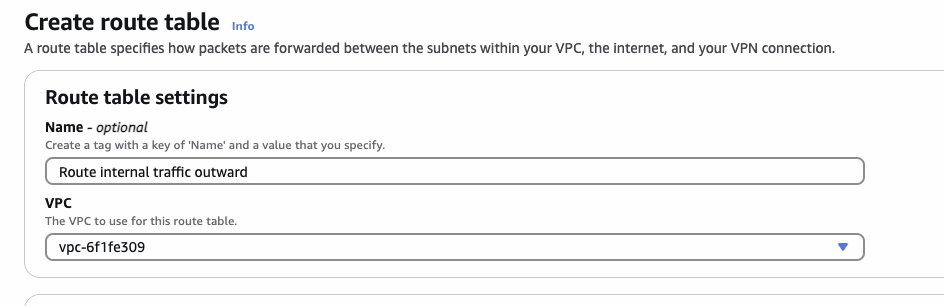 Create route table Info
A route table specifies how packets are forwarded between the subnets within your VPC, the internet, and your VPN connection.
Route table settings
Name - optional
Create a tag with a key of 'Name' and a value that you specify.
Route internal traffic outward
VPC
The VPC to use for this route table.
vpc-6f1fe309